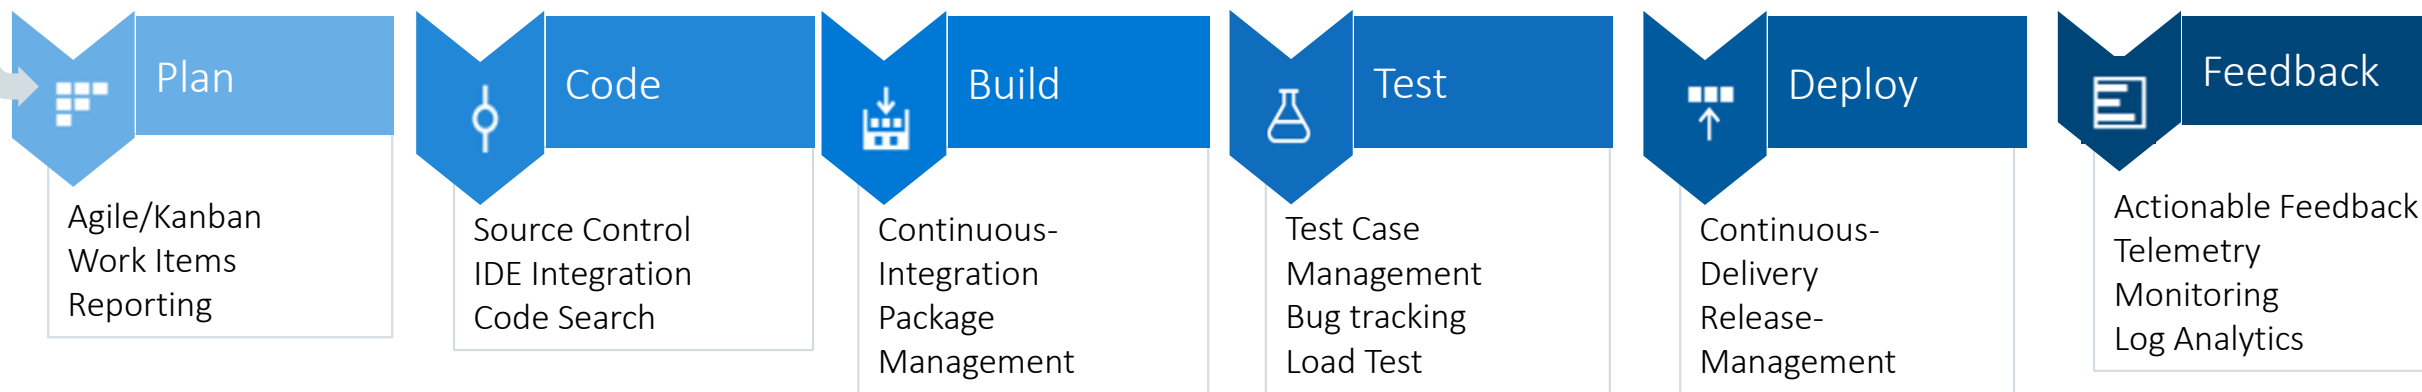 Plan
Agile/Kanban
Work Items
Reporting
Code
Source Control
IDE Integration
Code Search
Build
Continuous-
Integration
Package
Management
Test
Test Case
Management
Bug tracking
Load Test
Deploy
Continuous-
Delivery
Release-
Management
Feedback
Actionable Feedback
Telemetry
Monitoring
Log Analytics